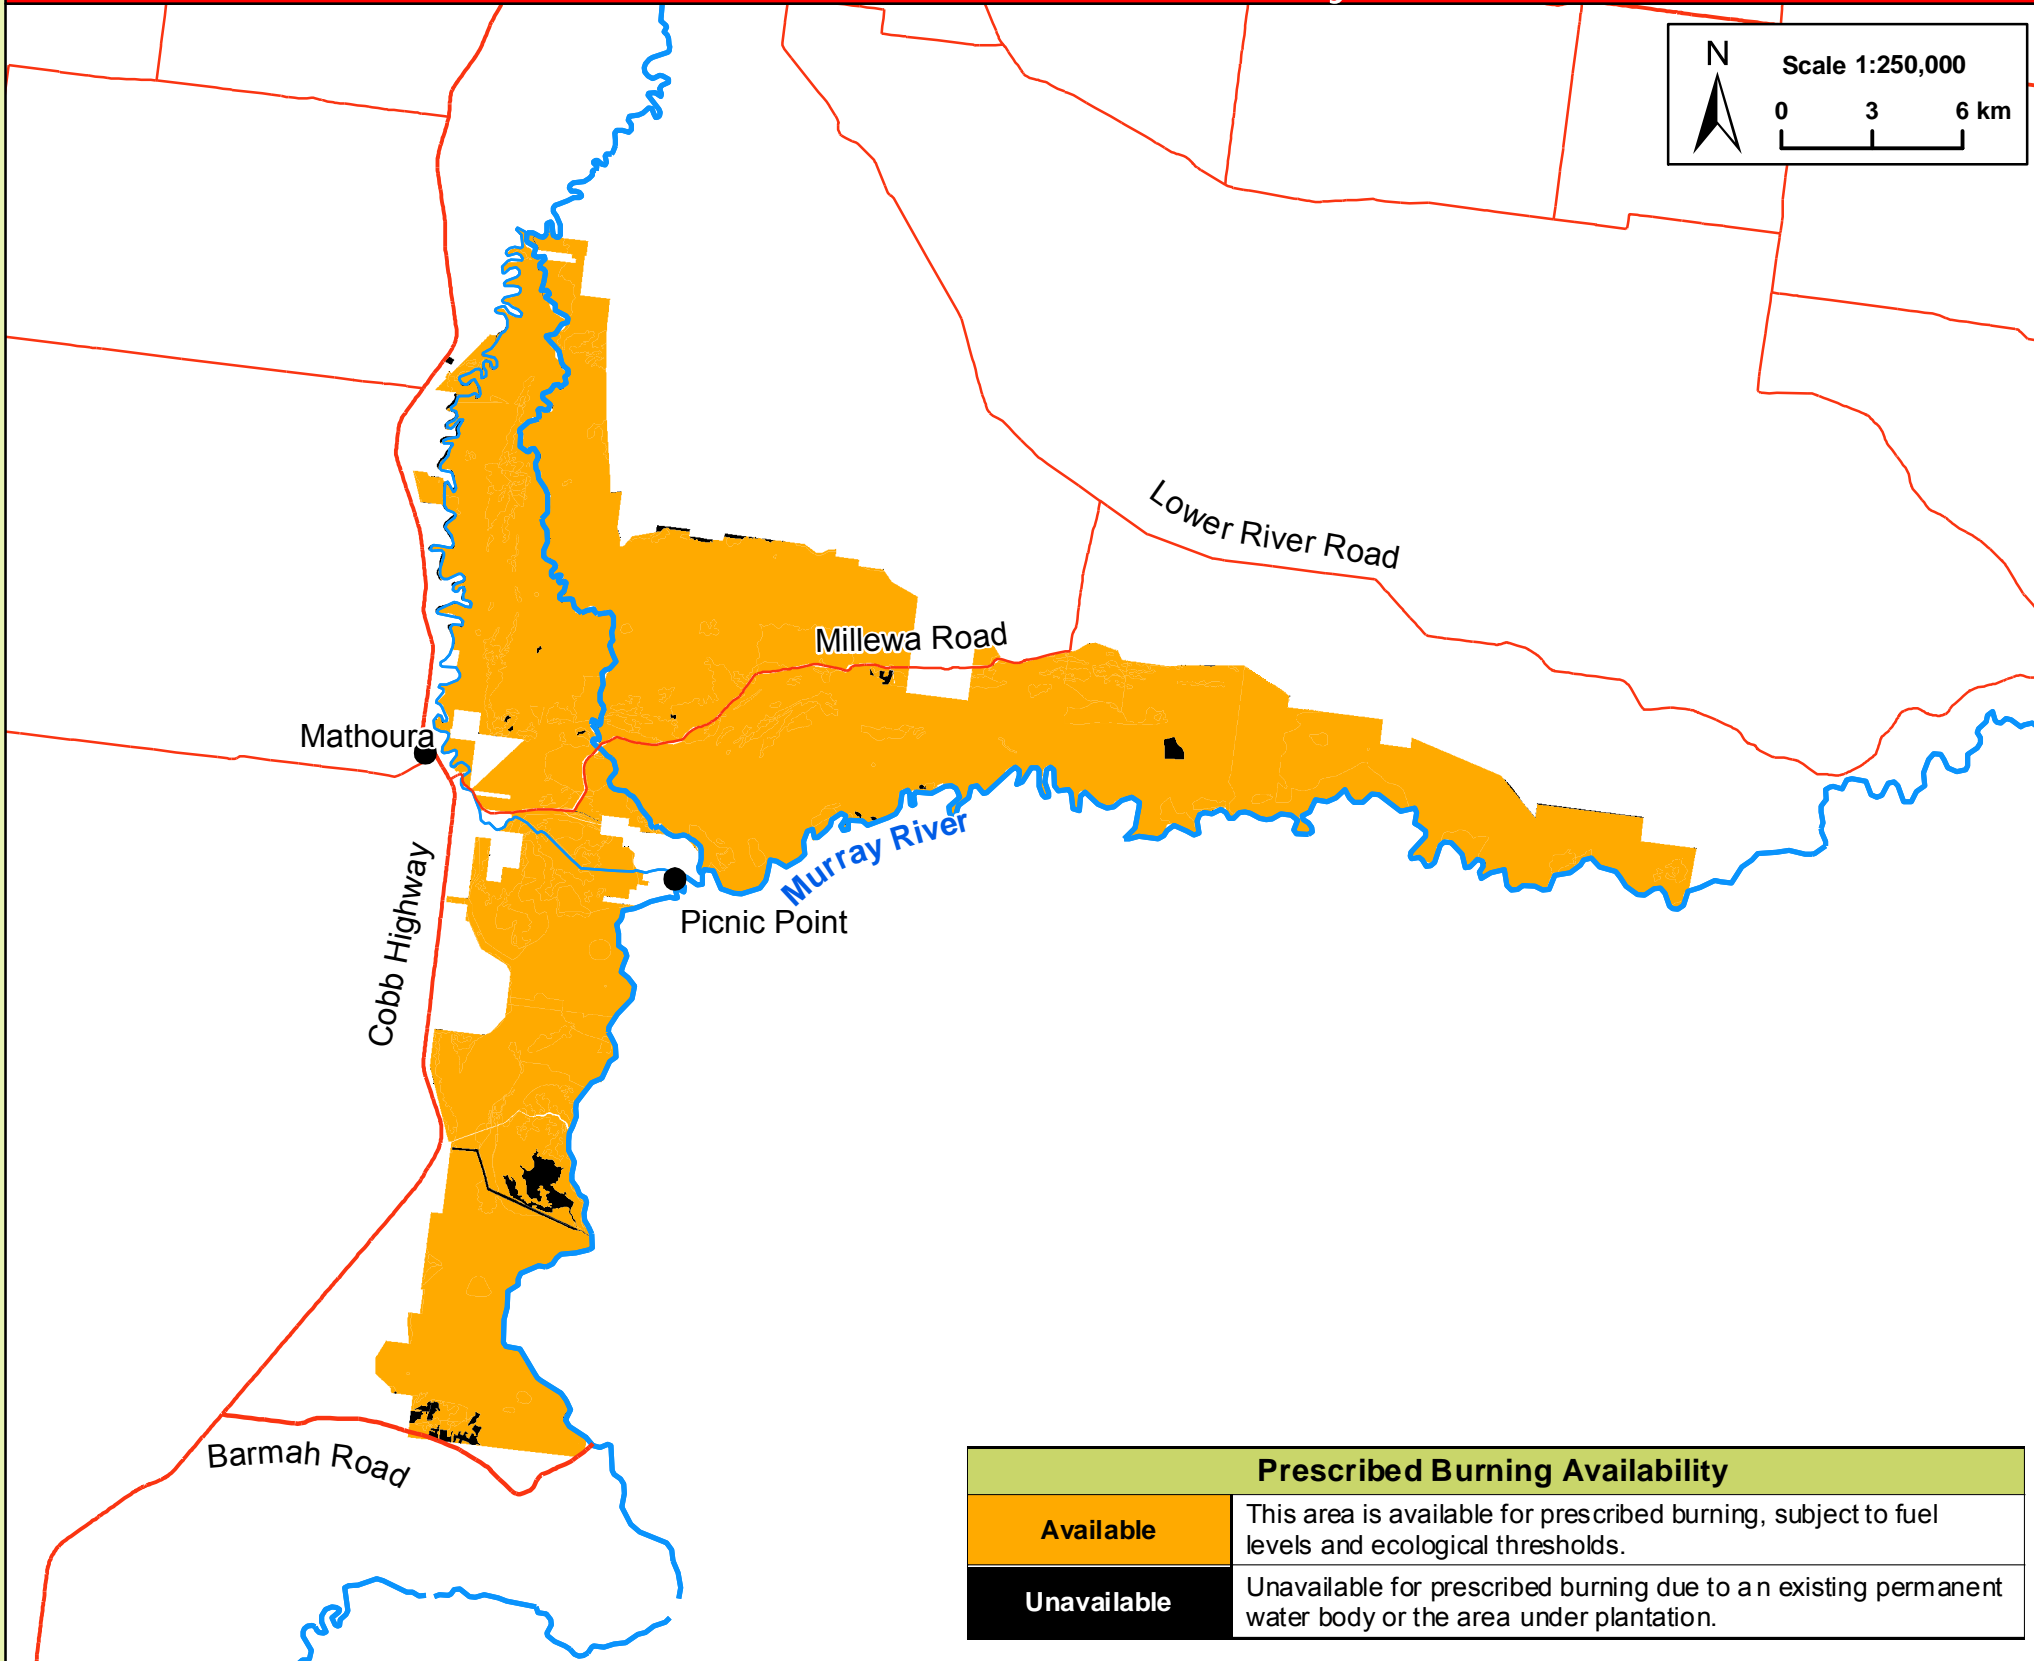 N
Scale 1:250,000
0 3 6 km
Lower River Road
Millewa Road
Mathoura
Murray River
Picnic Point
Cobb Highway
Barmah Road
Prescribed Burning Availability
Available
This area is available for prescribed burning, subject to fuel
levels and ecological thresholds.
Unavailable
Unavailable for prescribed burning due to an existing permanent
water body or the area under plantation.